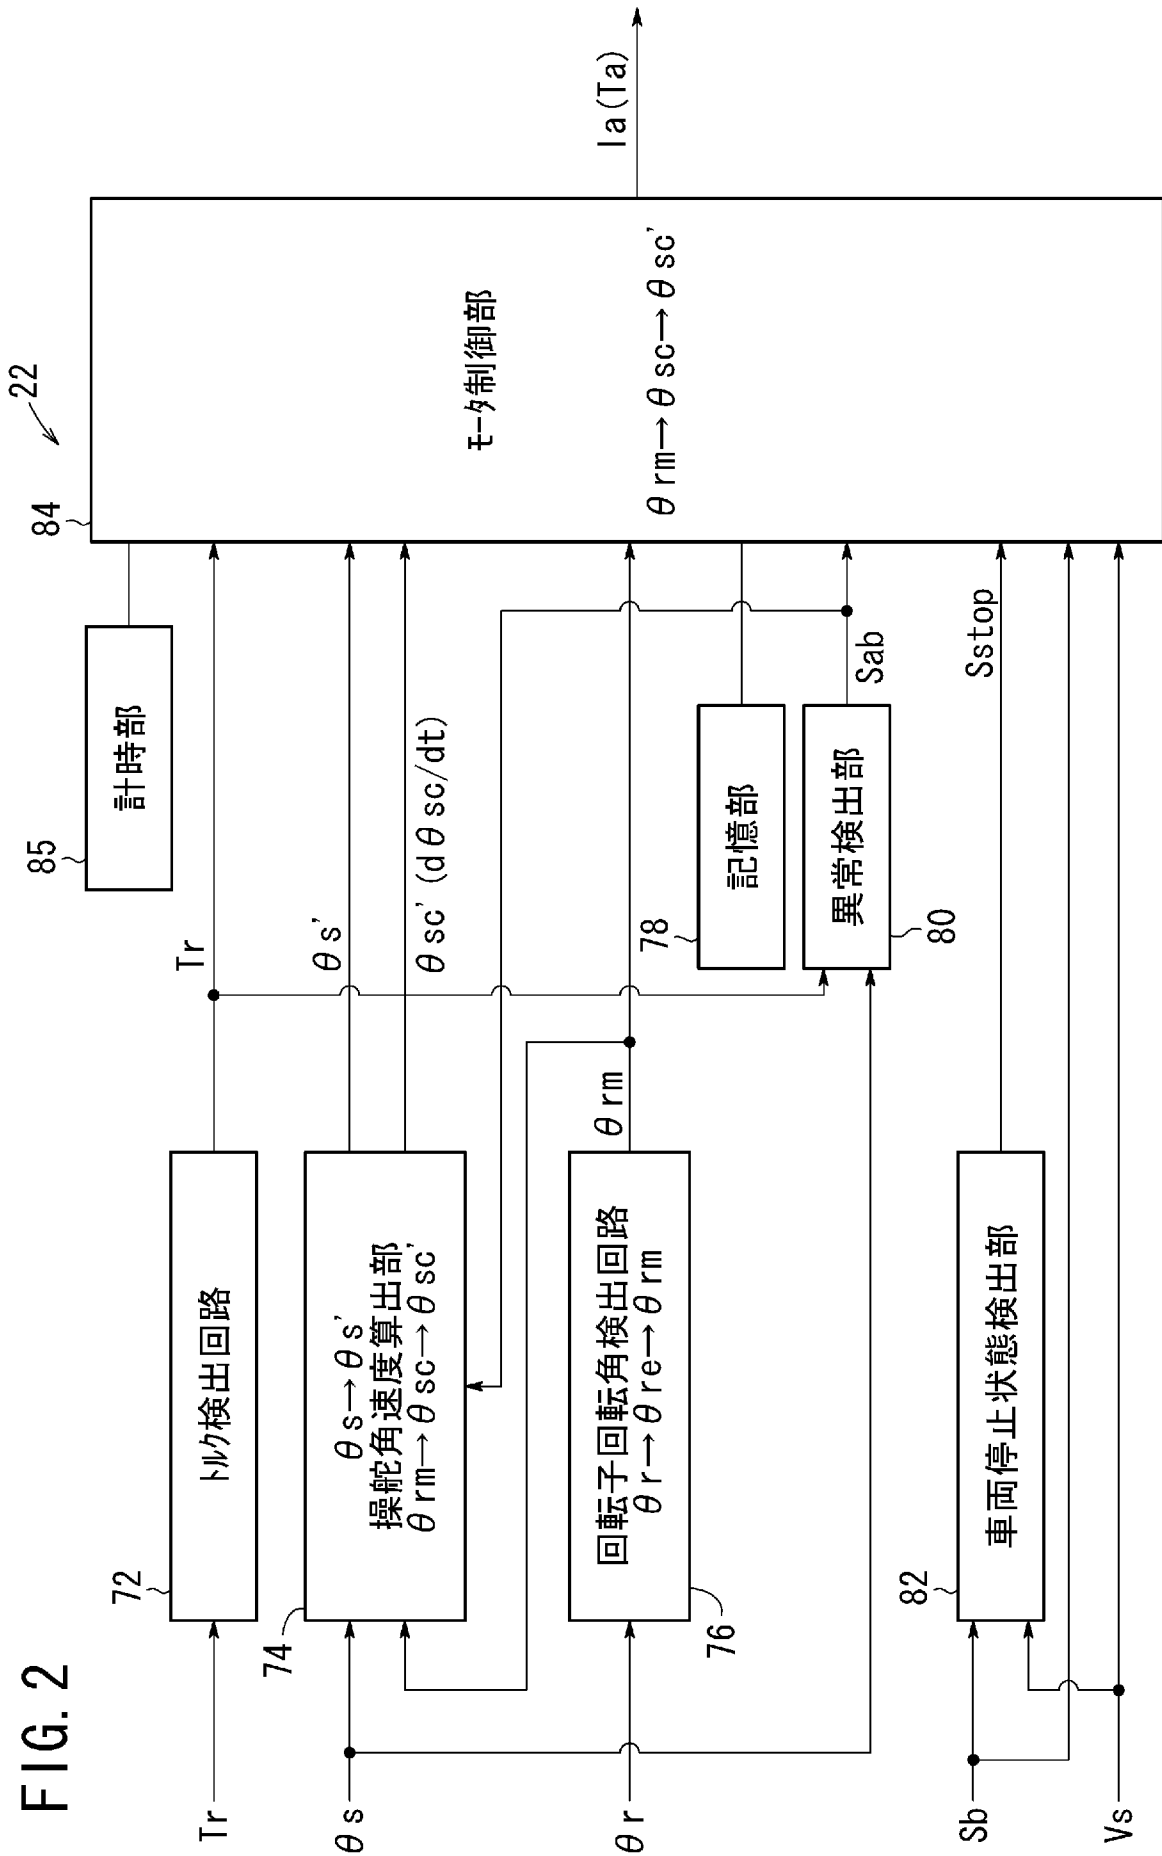 FIG. 2
22
Tr
72
トルク検出回路
Tr
85
計時部
84
モータ制御部
θrm→θsc→θsc'
Ia(Ta)
θs
74
θs→θs'
操舵角速度算出部
θrm→θsc→θsc'
θs'
θsc'(dθsc/dt)
θr
76
回転子回転角検出回路
θr→θre→θrm
θrm
78
記憶部
80
異常検出部
Sab
Sb
Vs
82
車両停止状態検出部
Sstop